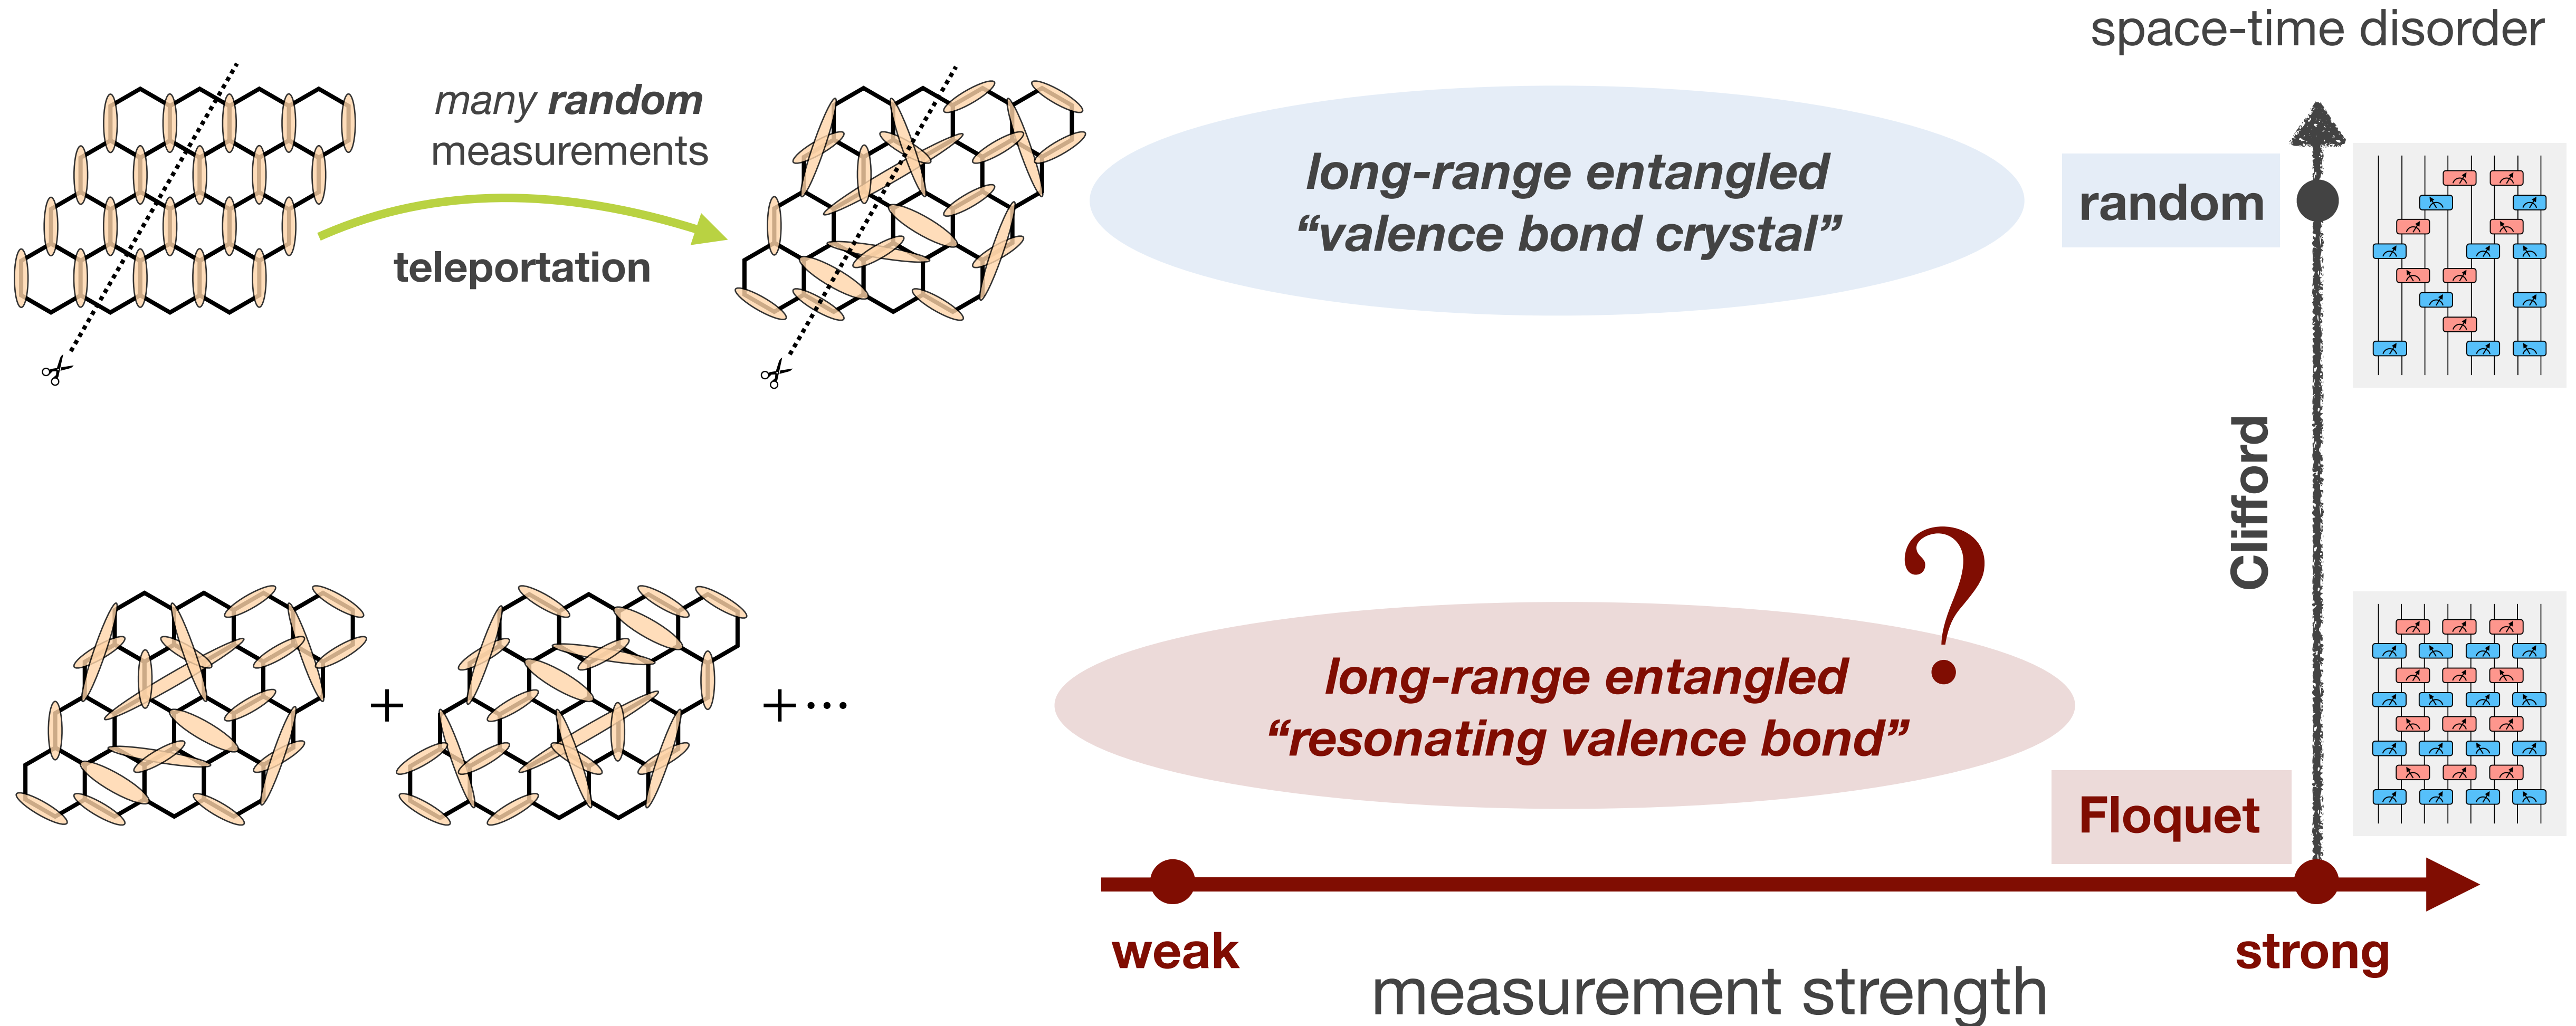 space-time disorder
many random
measurements
teleportation
long-range entangled
“valence bond crystal”
random
Clifford
+
+ ···
long-range entangled
“resonating valence bond”
?
Floquet
weak
strong
measurement strength